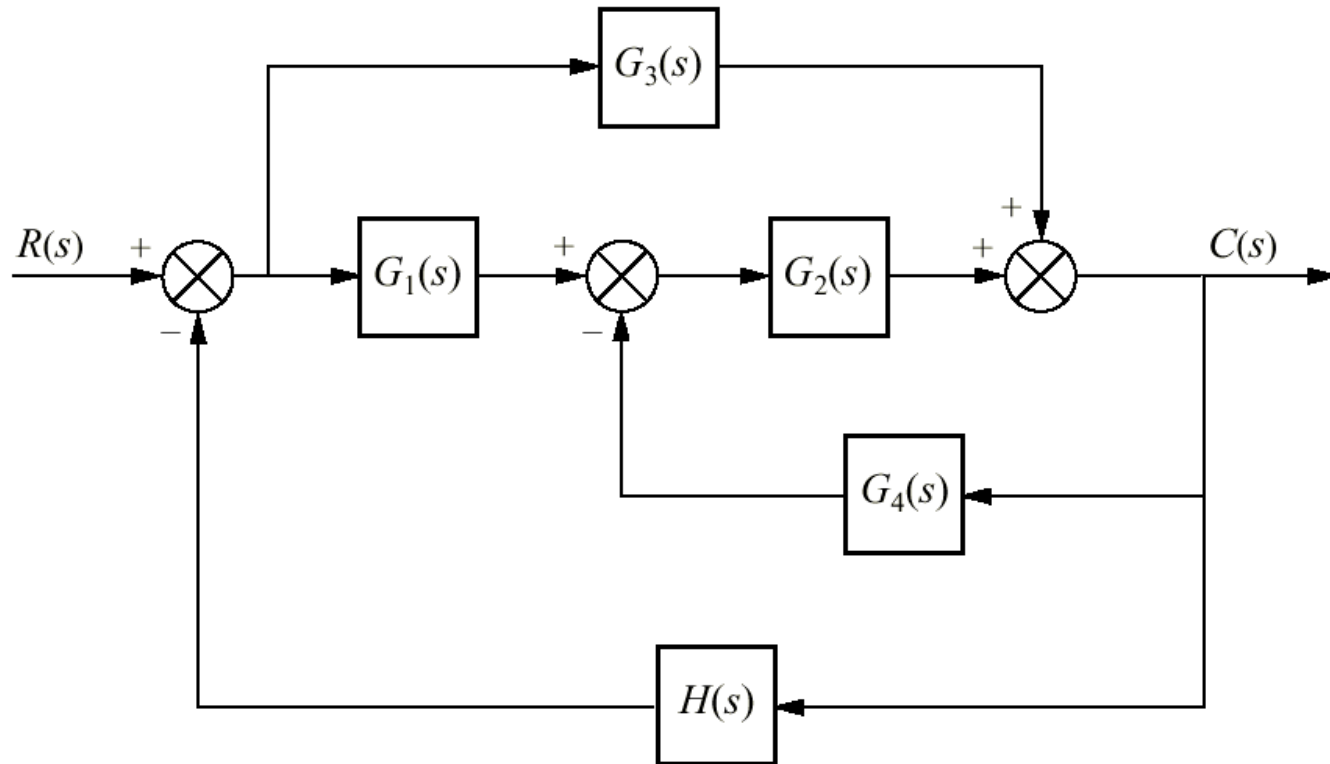 G₃(s)
R(s) + G₁(s) + G₂(s) + + C(s)
− −
G₄(s)
H(s)